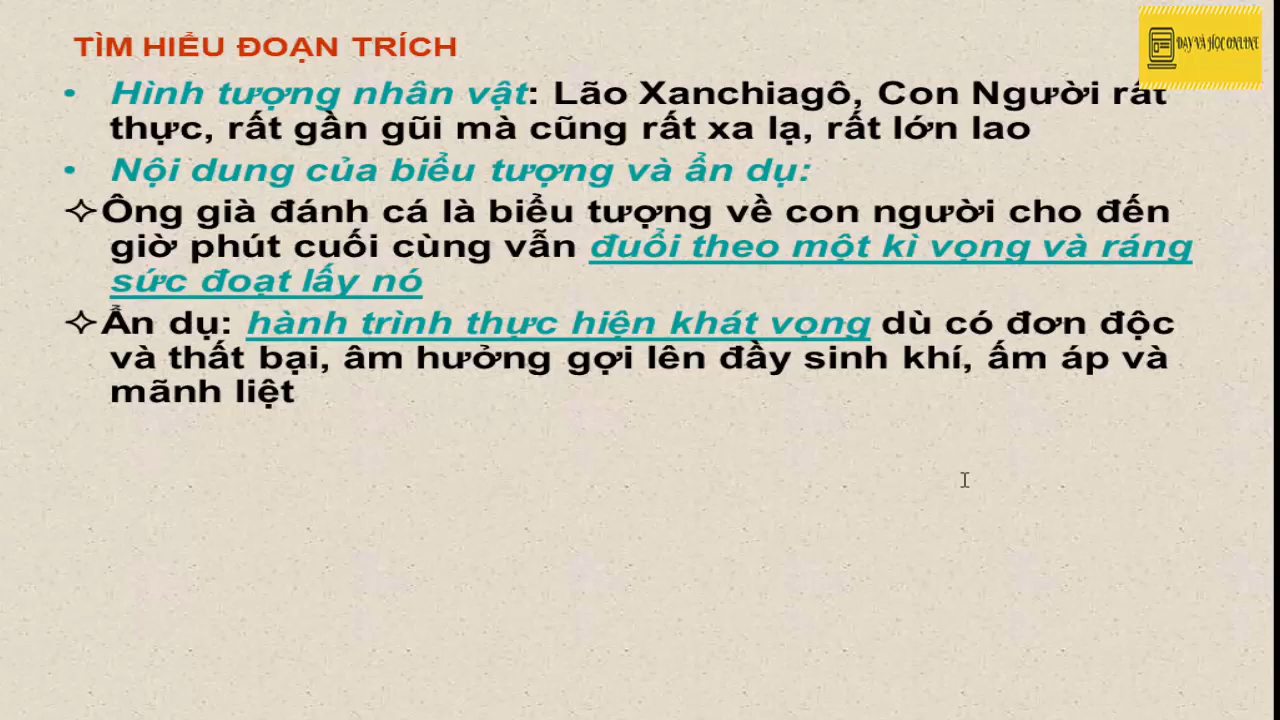 TÌM HIỂU ĐOẠN TRÍCH
DẠY VÀ HỌC ONLINE
• Hình tượng nhân vật: Lão Xanchiagô, Con Người rất
thực, rất gần gũi mà cũng rất xa lạ, rất lớn lao
• Nội dung của biểu tượng và ẩn dụ:
✧Ông già đánh cá là biểu tượng về con người cho đến
giờ phút cuối cùng vẫn đuổi theo một kì vọng và ráng
sức đoạt lấy nó
✧Ẩn dụ: hành trình thực hiện khát vọng dù có đơn độc
và thất bại, âm hưởng gợi lên đầy sinh khí, ấm áp và
mãnh liệt